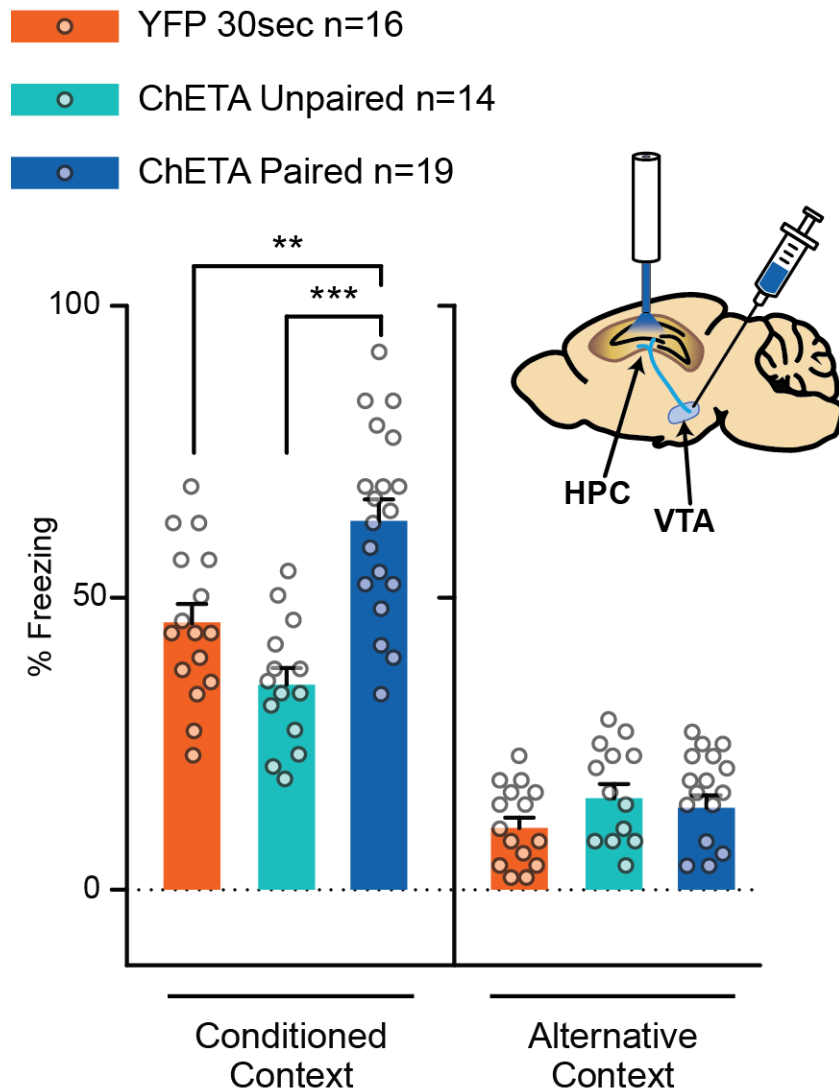 YFP 30sec n=16
ChETA Unpaired n=14
ChETA Paired n=19
**
***
100
50
0
% Freezing
HPC
VTA
Conditioned
Context
Alternative
Context